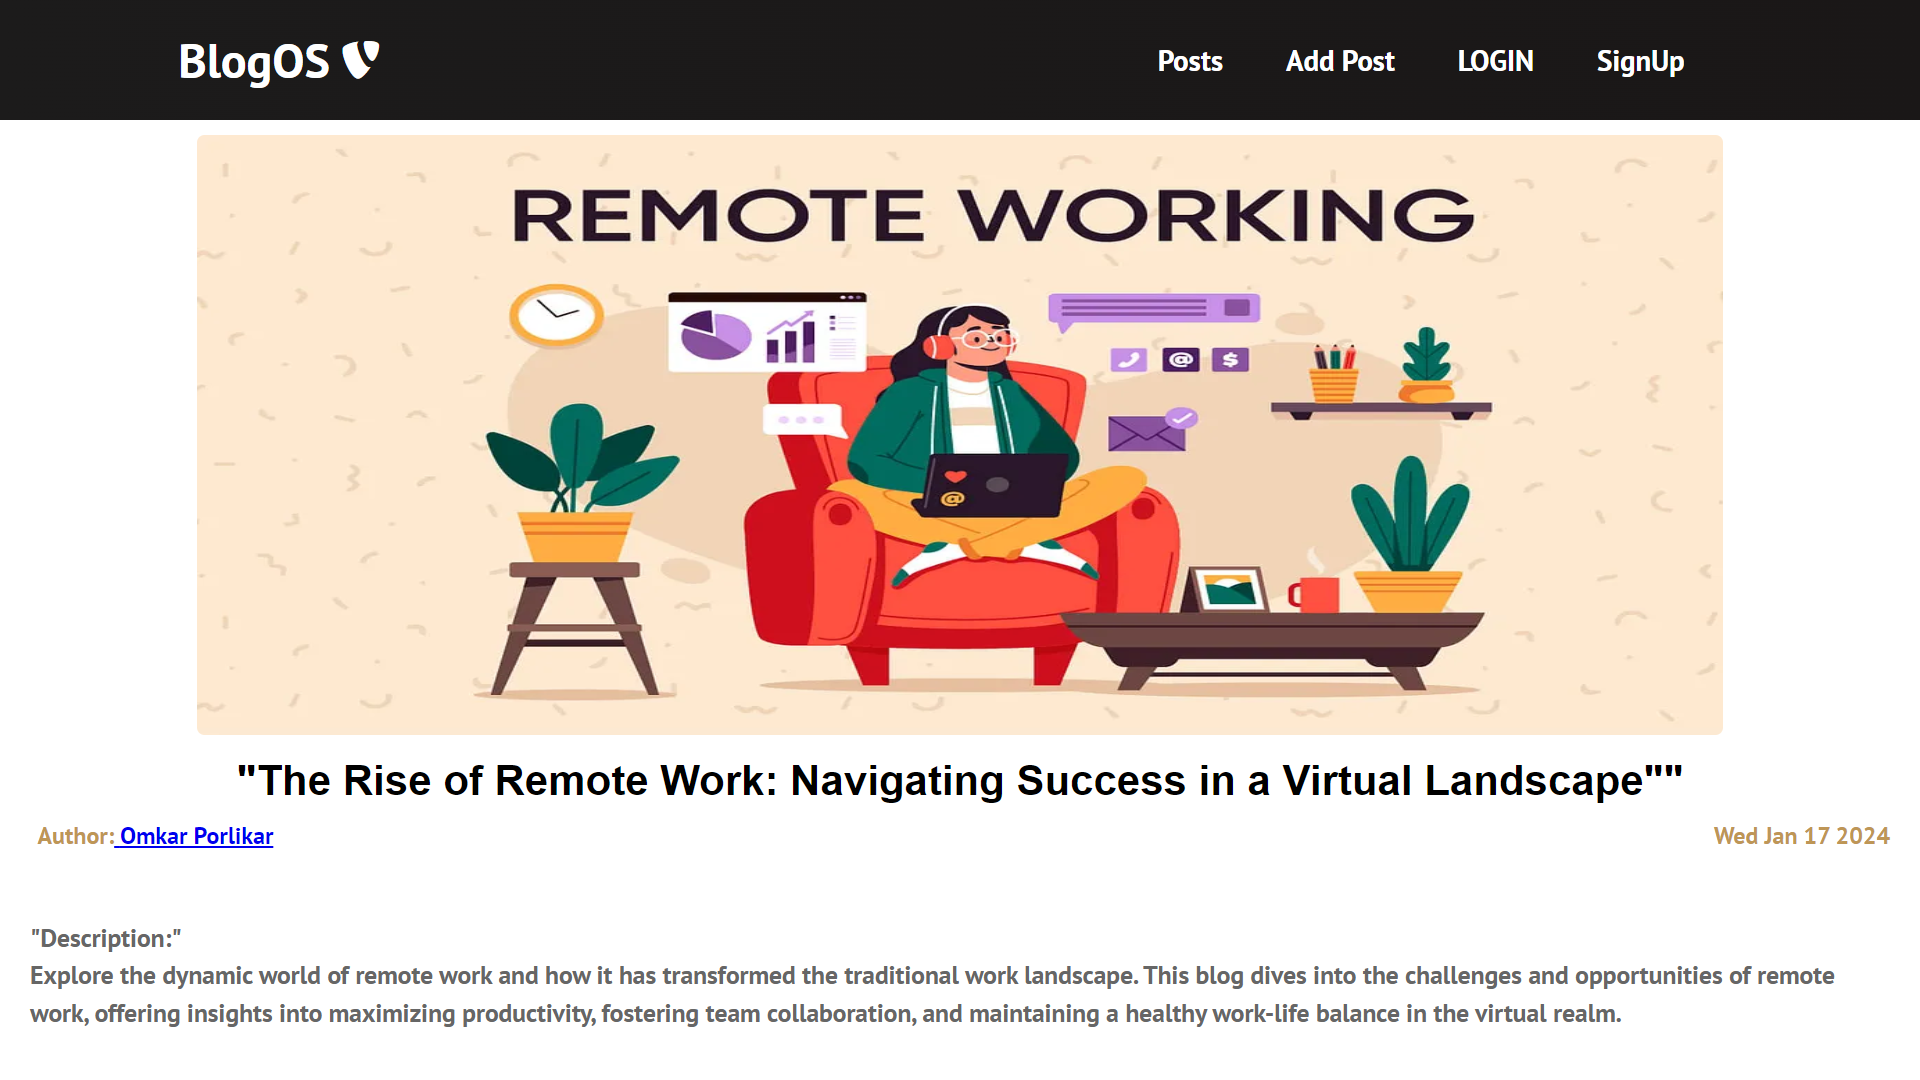 BlogOS
Posts Add Post LOGIN SignUp
REMOTE WORKING
@
$
@
"The Rise of Remote Work: Navigating Success in a Virtual Landscape""
Author: Omkar Porlikar
Wed Jan 17 2024
"Description:"
Explore the dynamic world of remote work and how it has transformed the traditional work landscape. This blog dives into the challenges and opportunities of remote
work, offering insights into maximizing productivity, fostering team collaboration, and maintaining a healthy work-life balance in the virtual realm.